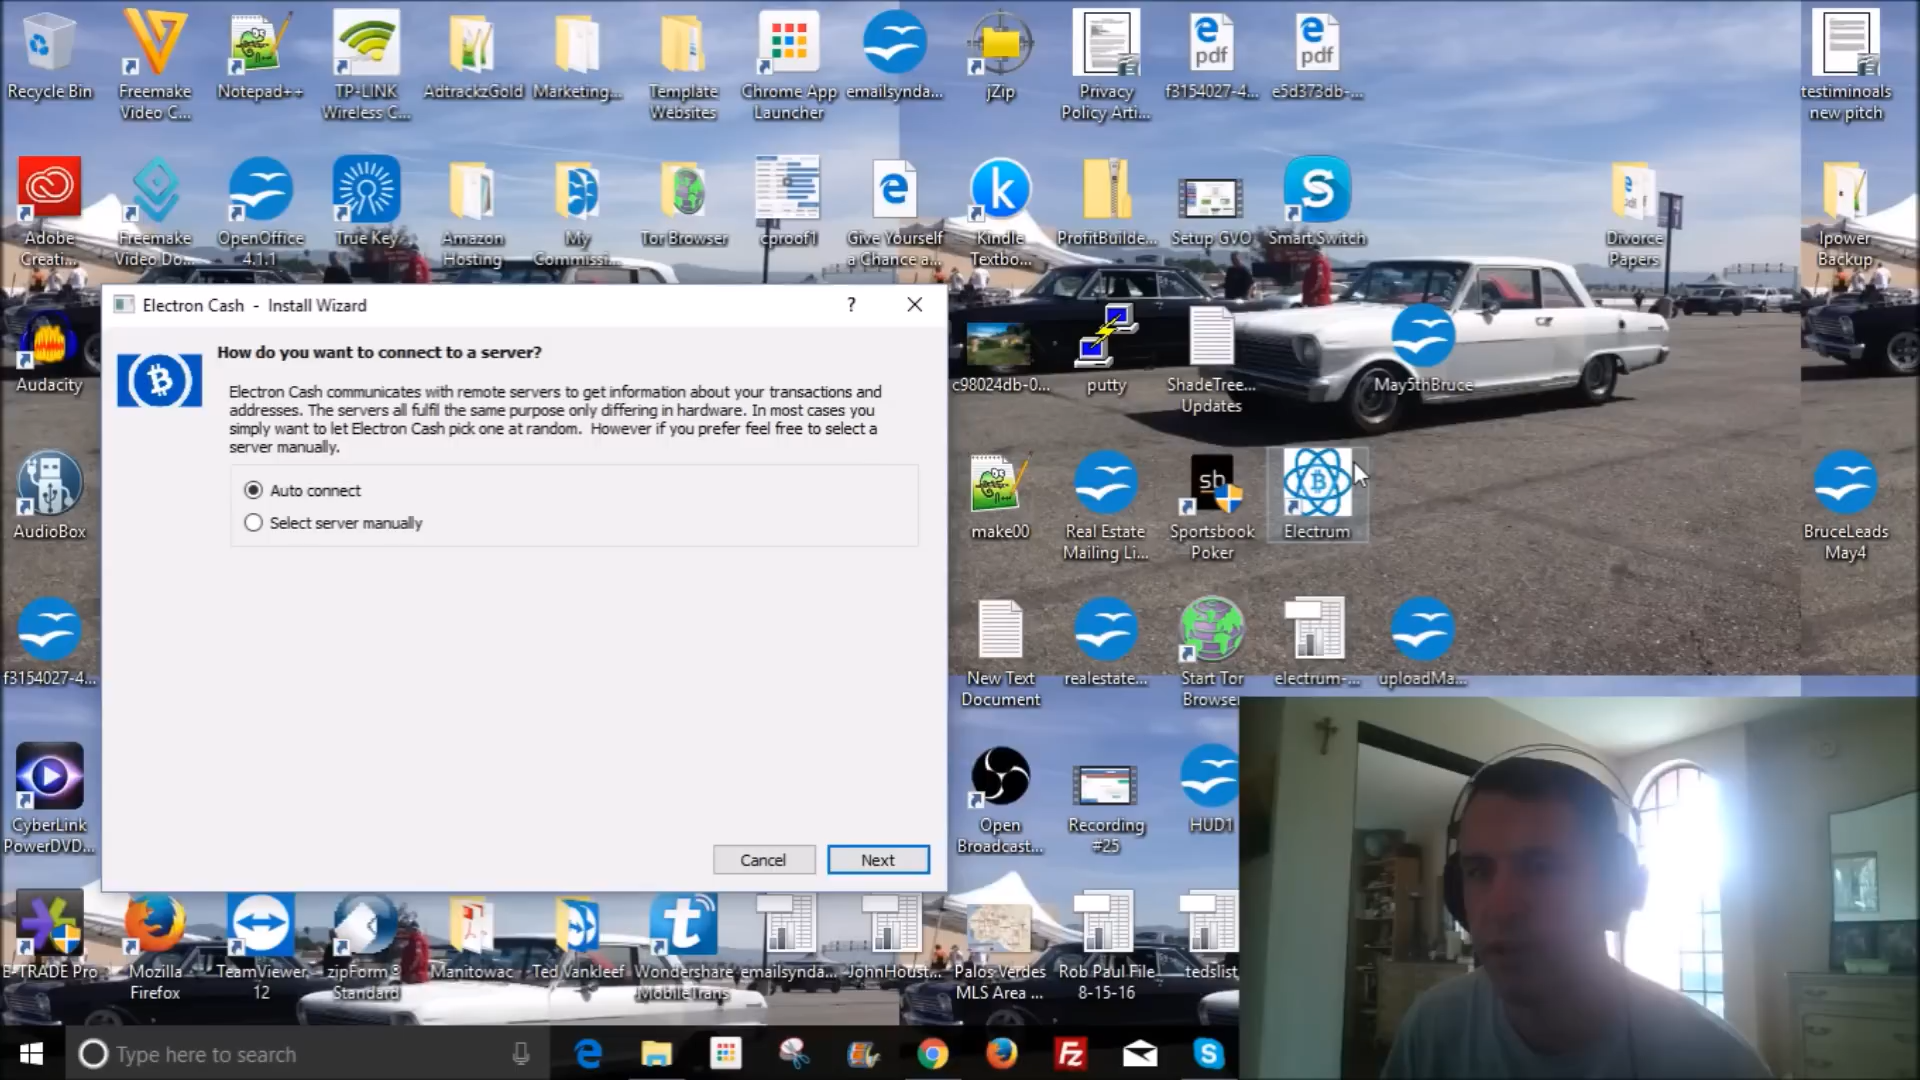 Recycle Bin
Freemake
Video C...
Notepad++
TP-LINK
Wireless C...
AdtrackzGold
Marketing...
Template
Websites
Chrome App
Launcher
emailsynda...
jZip
Privacy
Policy Arti...
pdf
f3154027-4...
pdf
e5d373db-...
testiminoals
new pitch
Adobe
Creati...
Freemake
Video Do...
OpenOffice
4.1.1
True Key
Amazon
Hosting
My
Commissi...
Tor Browser
cproof1
Give Yourself
a Chance a...
Kindle
Textbo...
ProfitBuilde...
Setup GVO
Smart Switch
Divorce
Papers
Ipower
Backup
Electron Cash - Install Wizard
?
How do you want to connect to a server?
Electron Cash communicates with remote servers to get information about your transactions and
addresses. The servers all fulfil the same purpose only differing in hardware. In most cases you
simply want to let Electron Cash pick one at random. However if you prefer feel free to select a
server manually.
Auto connect
Select server manually
Cancel
Next
Audacity
c98024db-0...
putty
ShadeTree...
Updates
May5thBruce
AudioBox
make00
Real Estate
Mailing Li...
sb
Sportsbook
Poker
Electrum
BruceLeads
May4
f3154027-4...
New Text
Document
realestate...
Start Tor
Browser
electrum-...
uploadMa...
CyberLink
PowerDVD...
Open
Broadcast...
Recording
#25
HUD1
E-TRADE Pro
Mozilla
Firefox
TeamViewer
12
zipForm®
Standard
Manitowac
Ted Vankleef
Wondershare
MobileTrans
emailsynda...
JohnHoust...
Palos Verdes
MLS Area ...
Rob Paul File
8-15-16
tedslist
Type here to search